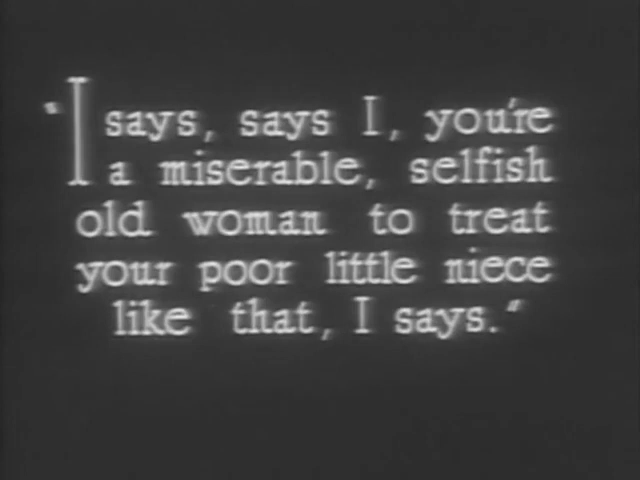 "I says, says I, you're
a miserable, selfish
old woman to treat
your poor little niece
like that, I says."